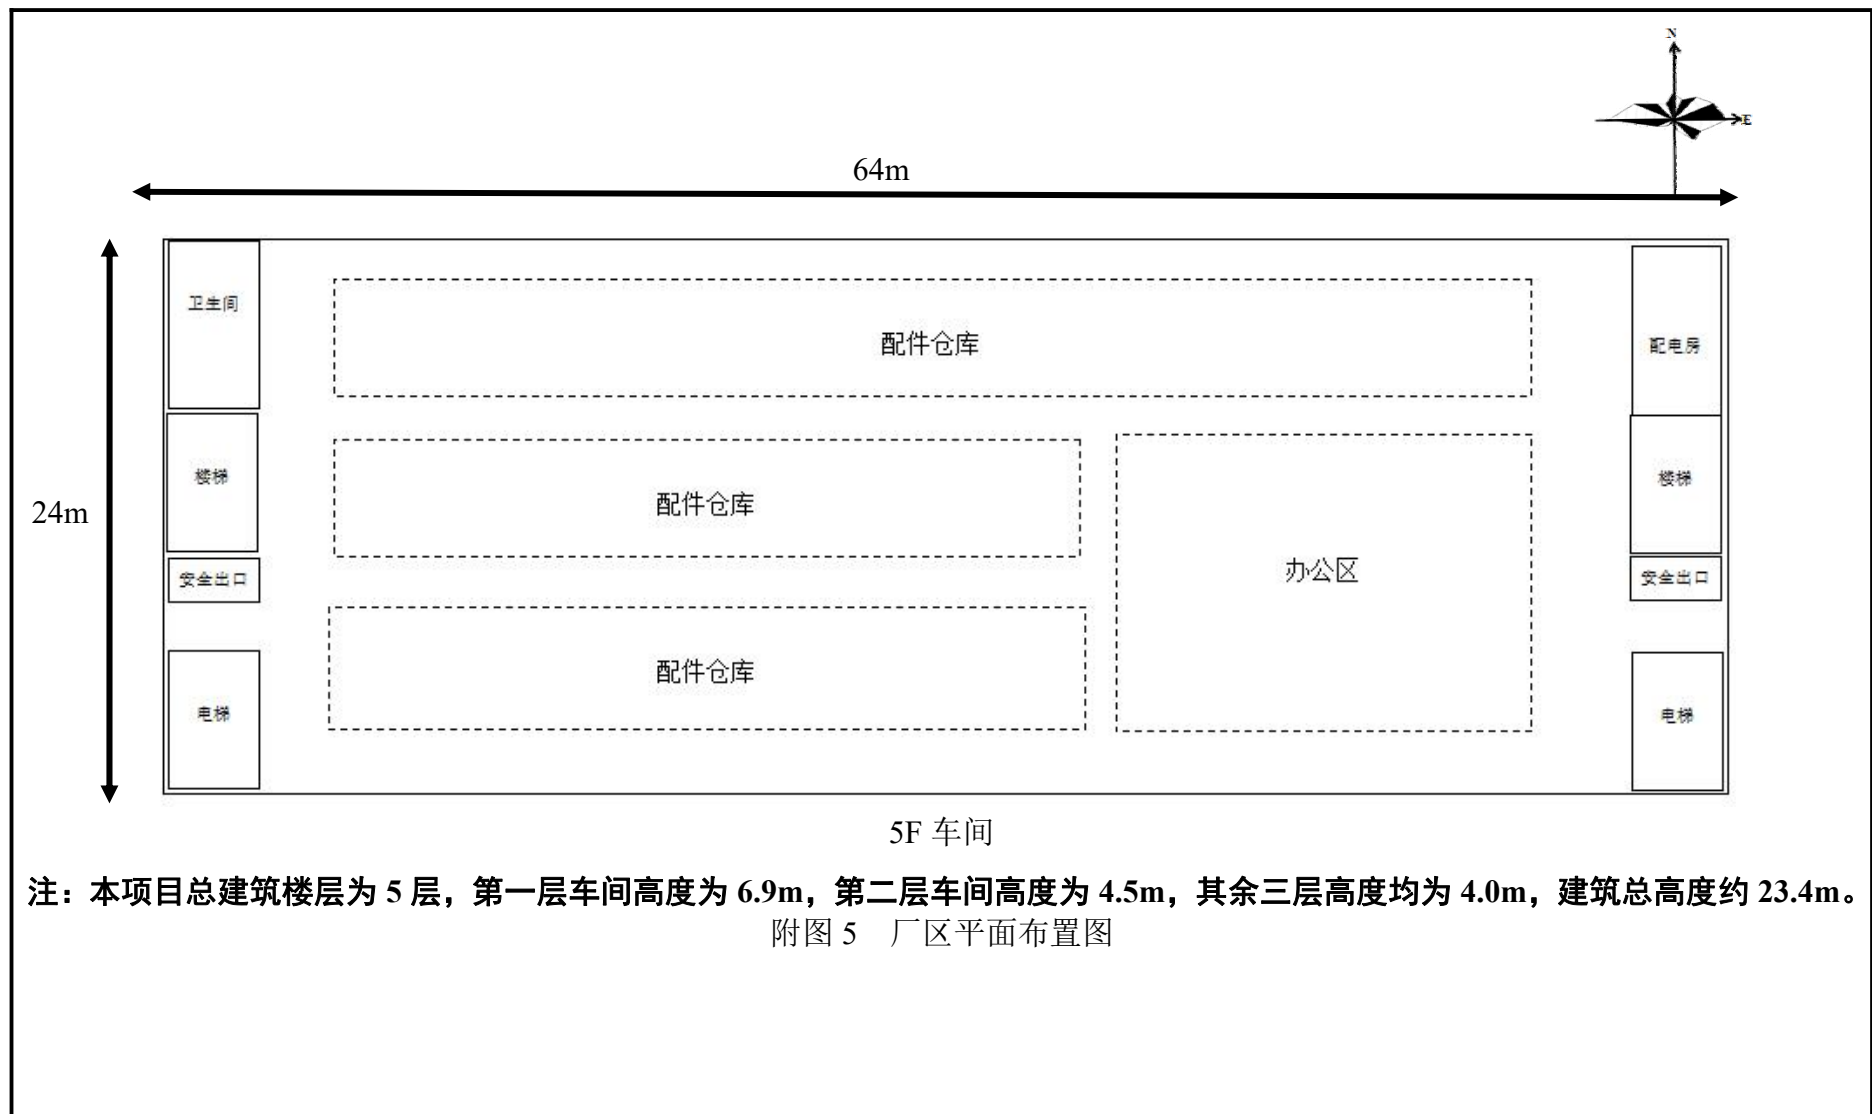 N
E
64m
卫生间
配件仓库
配电房
楼梯
配件仓库
楼梯
24m
办公区
安全出口
安全出口
配件仓库
电梯
电梯
5F 车间
注：本项目总建筑楼层为 5 层，第一层车间高度为 6.9m，第二层车间高度为 4.5m，其余三层高度均为 4.0m，建筑总高度约 23.4m。
附图 5　厂区平面布置图